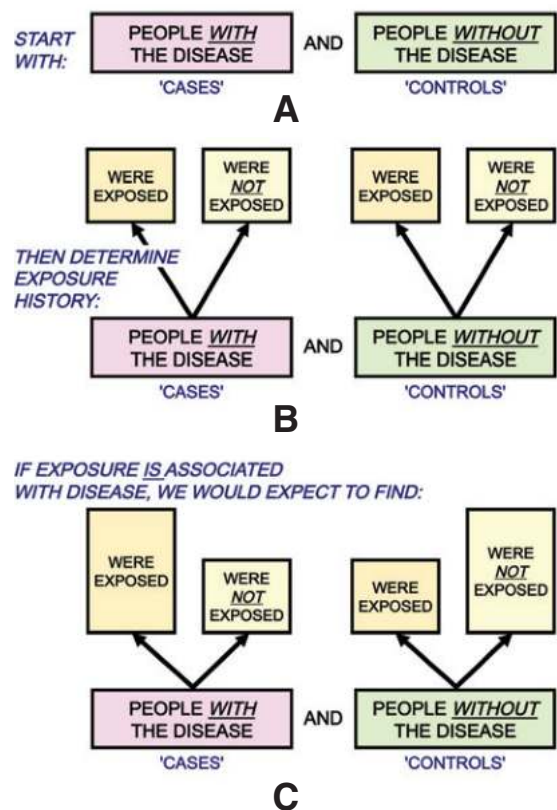 START
WITH:
PEOPLE WITH
THE DISEASE
AND
PEOPLE WITHOUT
THE DISEASE
'CASES'
'CONTROLS'
A
WERE
EXPOSED
WERE
NOT
EXPOSED
WERE
EXPOSED
WERE
NOT
EXPOSED
THEN DETERMINE
EXPOSURE
HISTORY:
PEOPLE WITH
THE DISEASE
AND
PEOPLE WITHOUT
THE DISEASE
'CASES'
'CONTROLS'
B
IF EXPOSURE IS ASSOCIATED
WITH DISEASE, WE WOULD EXPECT TO FIND:
WERE
EXPOSED
WERE
NOT
EXPOSED
WERE
EXPOSED
WERE
NOT
EXPOSED
PEOPLE WITH
THE DISEASE
AND
PEOPLE WITHOUT
THE DISEASE
'CASES'
'CONTROLS'
C